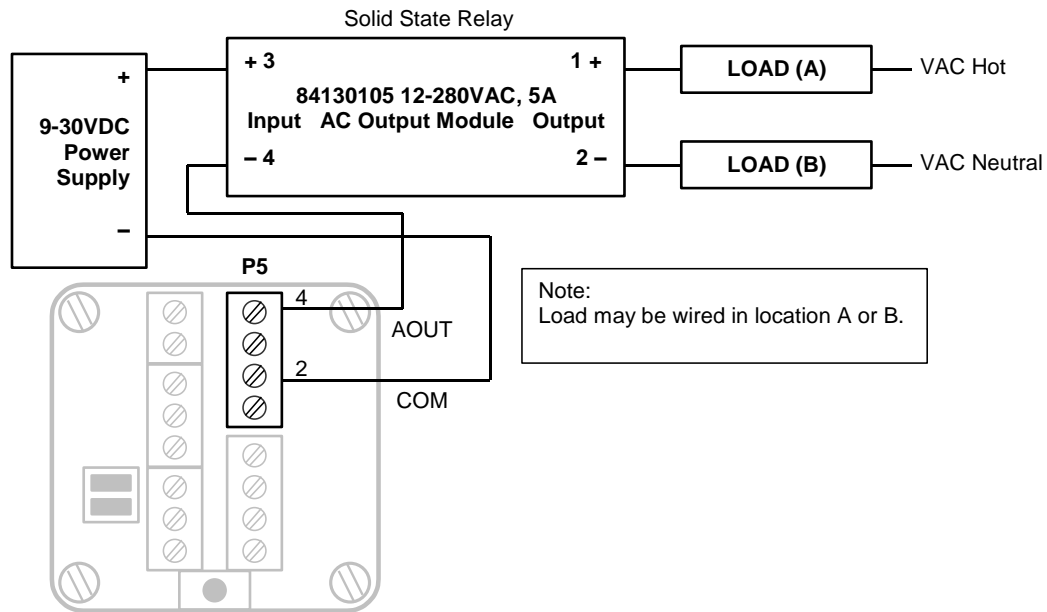 Solid State Relay
+
9-30VDC
Power
Supply
–
+ 3
1 +
84130105 12-280VAC, 5A
Input AC Output Module Output
– 4
2 –
LOAD (A)
VAC Hot
LOAD (B)
VAC Neutral
P5
4
AOUT
2
COM
Note:
Load may be wired in location A or B.